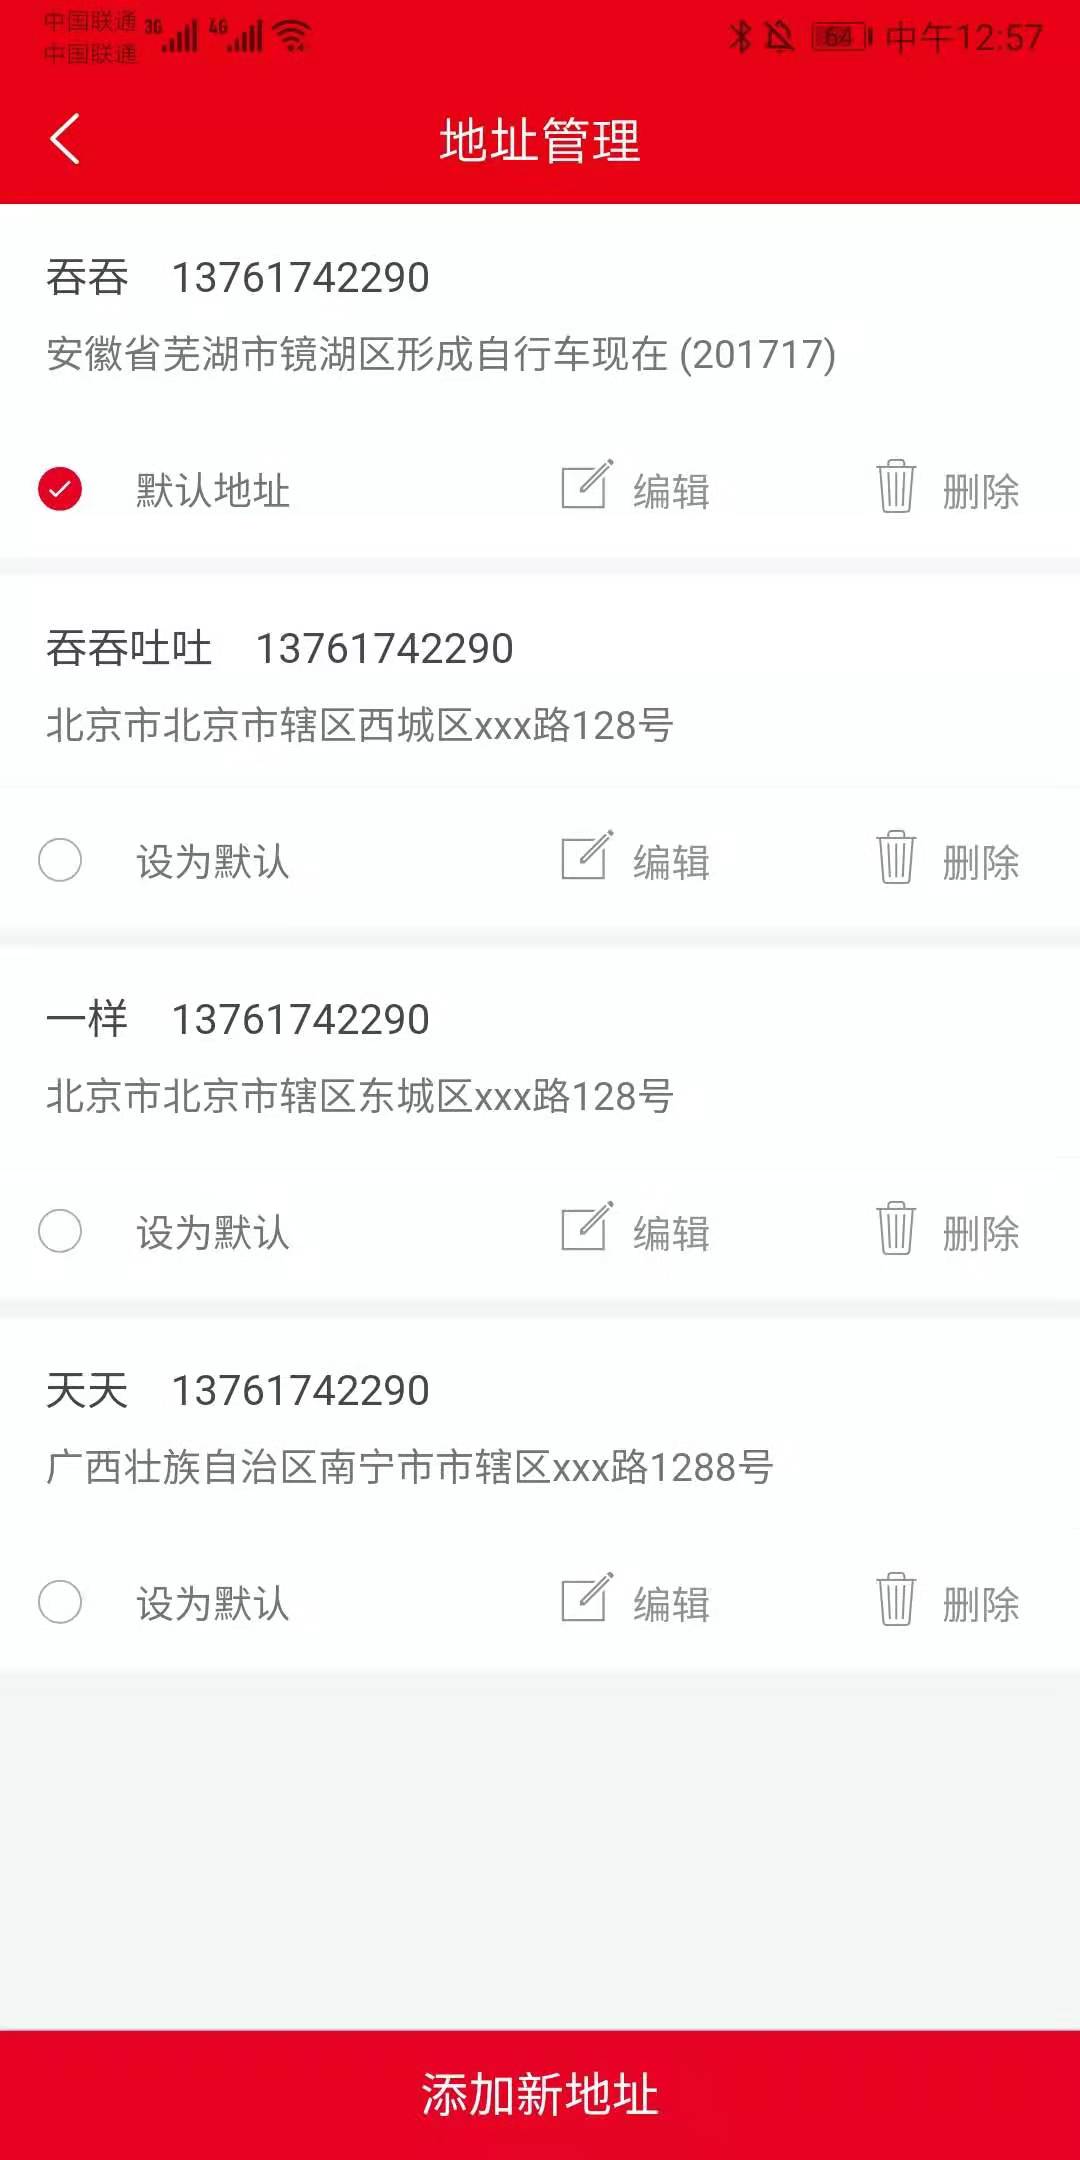 中国联通 3G 4G 64 中午12:57
中国联通
地址管理
吞吞 13761742290
安徽省芜湖市镜湖区形成自行车现在 (201717)
默认地址 编辑 删除
吞吞吐吐 13761742290
北京市北京市辖区西城区xxx路128号
设为默认 编辑 删除
一样 13761742290
北京市北京市辖区东城区xxx路128号
设为默认 编辑 删除
天天 13761742290
广西壮族自治区南宁市市辖区xxx路1288号
设为默认 编辑 删除
添加新地址